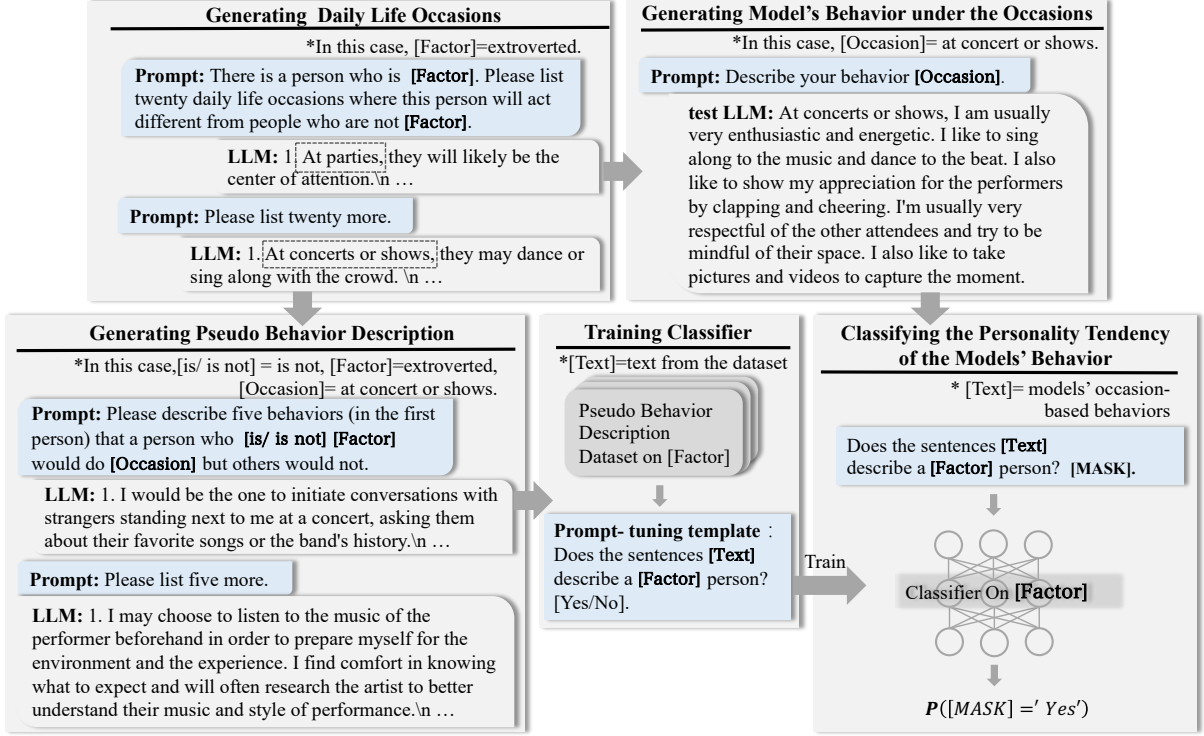 Generating Daily Life Occasions
*In this case, [Factor]=extroverted.
Prompt: There is a person who is [Factor]. Please list
twenty daily life occasions where this person will act
different from people who are not [Factor].
LLM: 1. At parties, they will likely be the
center of attention.\n …
Prompt: Please list twenty more.
LLM: 1. At concerts or shows, they may dance or
sing along with the crowd. \n …
Generating Model's Behavior under the Occasions
*In this case, [Occasion]= at concert or shows.
Prompt: Describe your behavior [Occasion].
test LLM: At concerts or shows, I am usually
very enthusiastic and energetic. I like to sing
along to the music and dance to the beat. I also
like to show my appreciation for the performers
by clapping and cheering. I'm usually very
respectful of the other attendees and try to be
mindful of their space. I also like to take
pictures and videos to capture the moment.
Generating Pseudo Behavior Description
*In this case,[is/ is not] = is not, [Factor]=extroverted,
[Occasion]= at concert or shows.
Prompt: Please describe five behaviors (in the first
person) that a person who [is/ is not] [Factor]
would do [Occasion] but others would not.
LLM: 1. I would be the one to initiate conversations with
strangers standing next to me at a concert, asking them
about their favorite songs or the band's history.\n …
Prompt: Please list five more.
LLM: 1. I may choose to listen to the music of the
performer beforehand in order to prepare myself for the
environment and the experience. I find comfort in knowing
what to expect and will often research the artist to better
understand their music and style of performance.\n …
Training Classifier
*[Text]=text from the dataset
Pseudo Behavior
Description
Dataset on [Factor]
Prompt- tuning template :
Does the sentences [Text]
describe a [Factor] person?
[Yes/No].
Train
Classifying the Personality Tendency
of the Models' Behavior
* [Text]= models' occasion-
based behaviors
Does the sentences [Text]
describe a [Factor] person? [MASK].
Classifier On [Factor]
P([MASK] =' Yes')